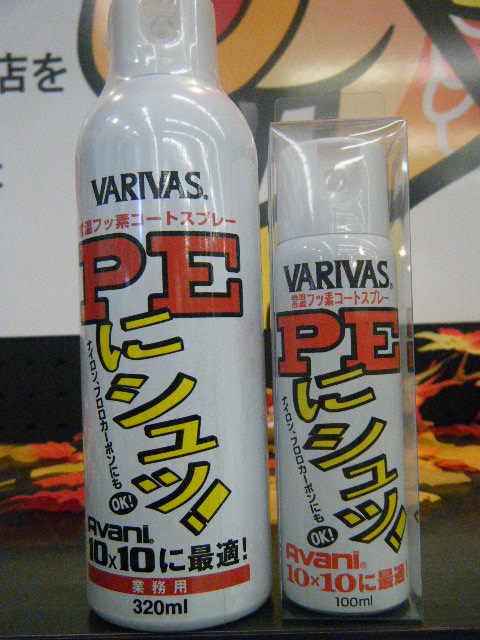 店を
VARIVAS®
常温フッ素コートスプレー
PE
にシュッ!
ナイロン、フロロカーボンにも
OK!
Avani®
10×10に最適!
業務用
320ml
VARIVAS®
常温フッ素コートスプレー
PE
にシュッ!
ナイロン、フロロカーボンにも
OK!
Avani®
10×10に最適!
100ml